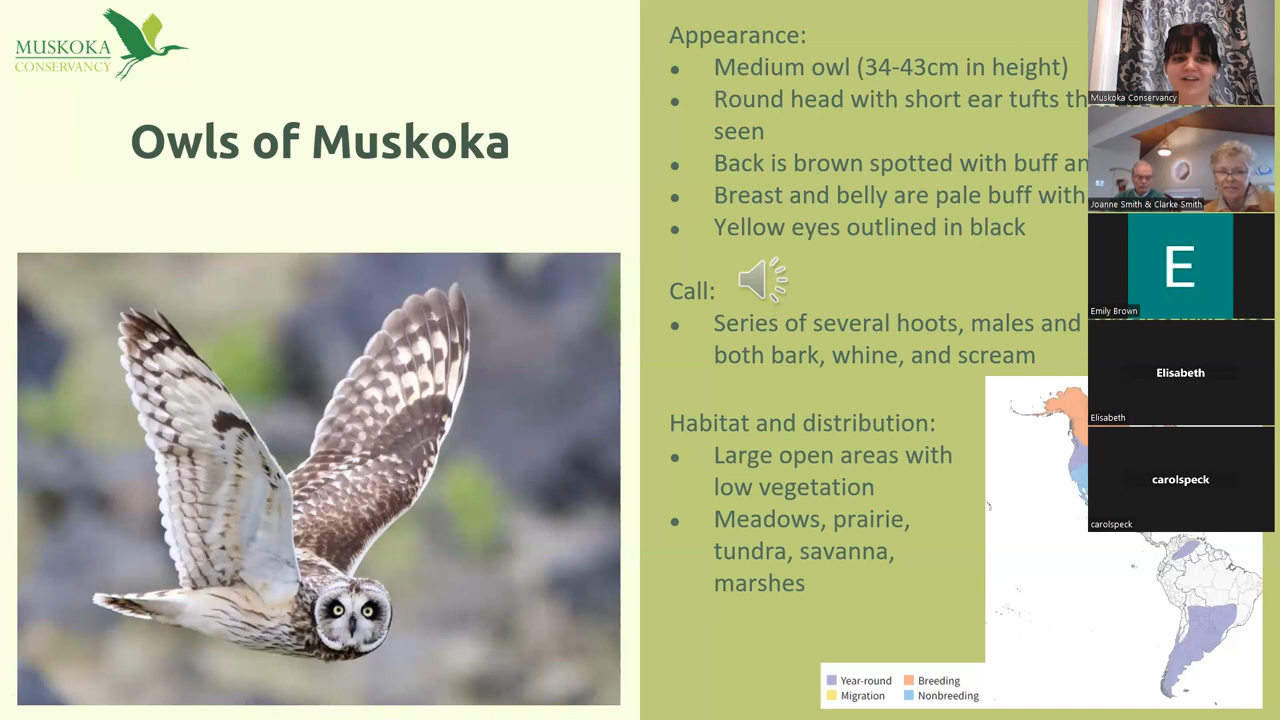 MUSKOKA
CONSERVANCY
Owls of Muskoka
Appearance:
• Medium owl (34-43cm in height)
• Round head with short ear tufts
seen
• Back is brown spotted with buff
• Breast and belly are pale buff with
• Yellow eyes outlined in black
Call:
• Series of several hoots, males and
both bark, whine, and scream
Habitat and distribution:
• Large open areas with
low vegetation
• Meadows, prairie,
tundra, savanna,
marshes
Year-round
Breeding
Migration
Nonbreeding
Muskoka Conservancy
Joanne Smith & Clarke Smith
E
Emily Brown
Elisabeth
Elisabeth
carolspeck
carolspeck